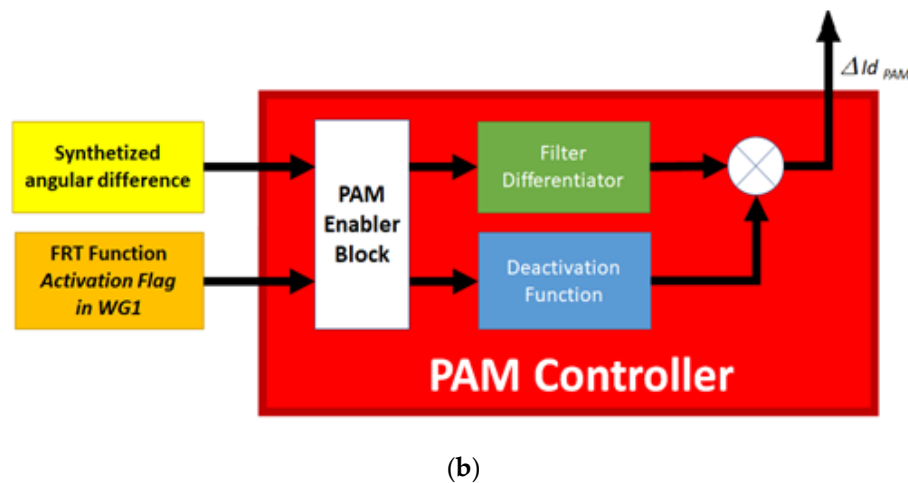 ΔId PAM
Synthetized
angular difference
FRT Function
Activation Flag
in WG1
PAM
Enabler
Block
Filter
Differentiator
Deactivation
Function
PAM Controller
(b)